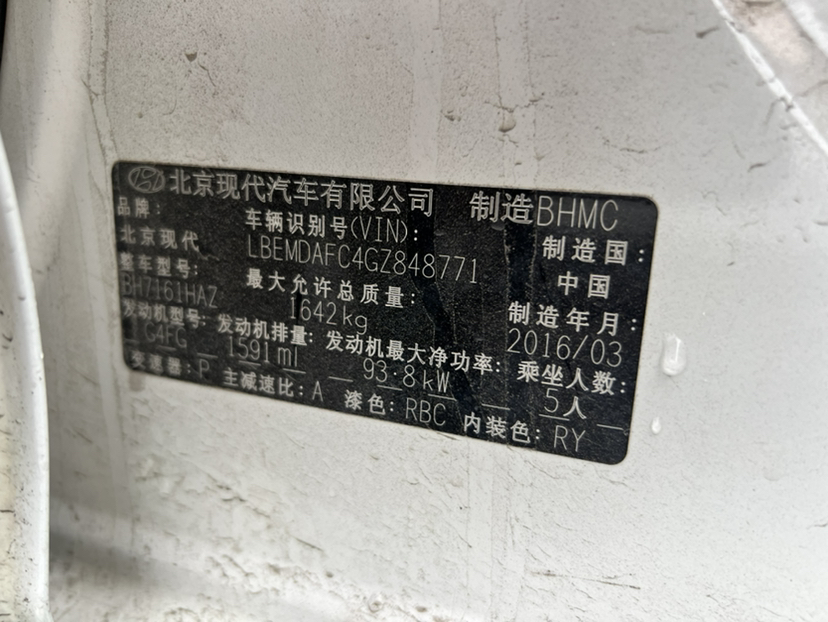 北京现代汽车有限公司 制造BHMC
品牌: 车辆识别号(VIN): 制造国:
北京现代 LBEMDAFC4GZ848771 中国
整车型号: 最大允许总质量: 制造年月:
BH7161HAZ 1642kg 2016/03
发动机型号: 发动机排量: 发动机最大净功率: 乘坐人数:
G4FG 1591ml 93.8kW 5人
变速器: P 主减速比: A 漆色: RBC 内装色: RY